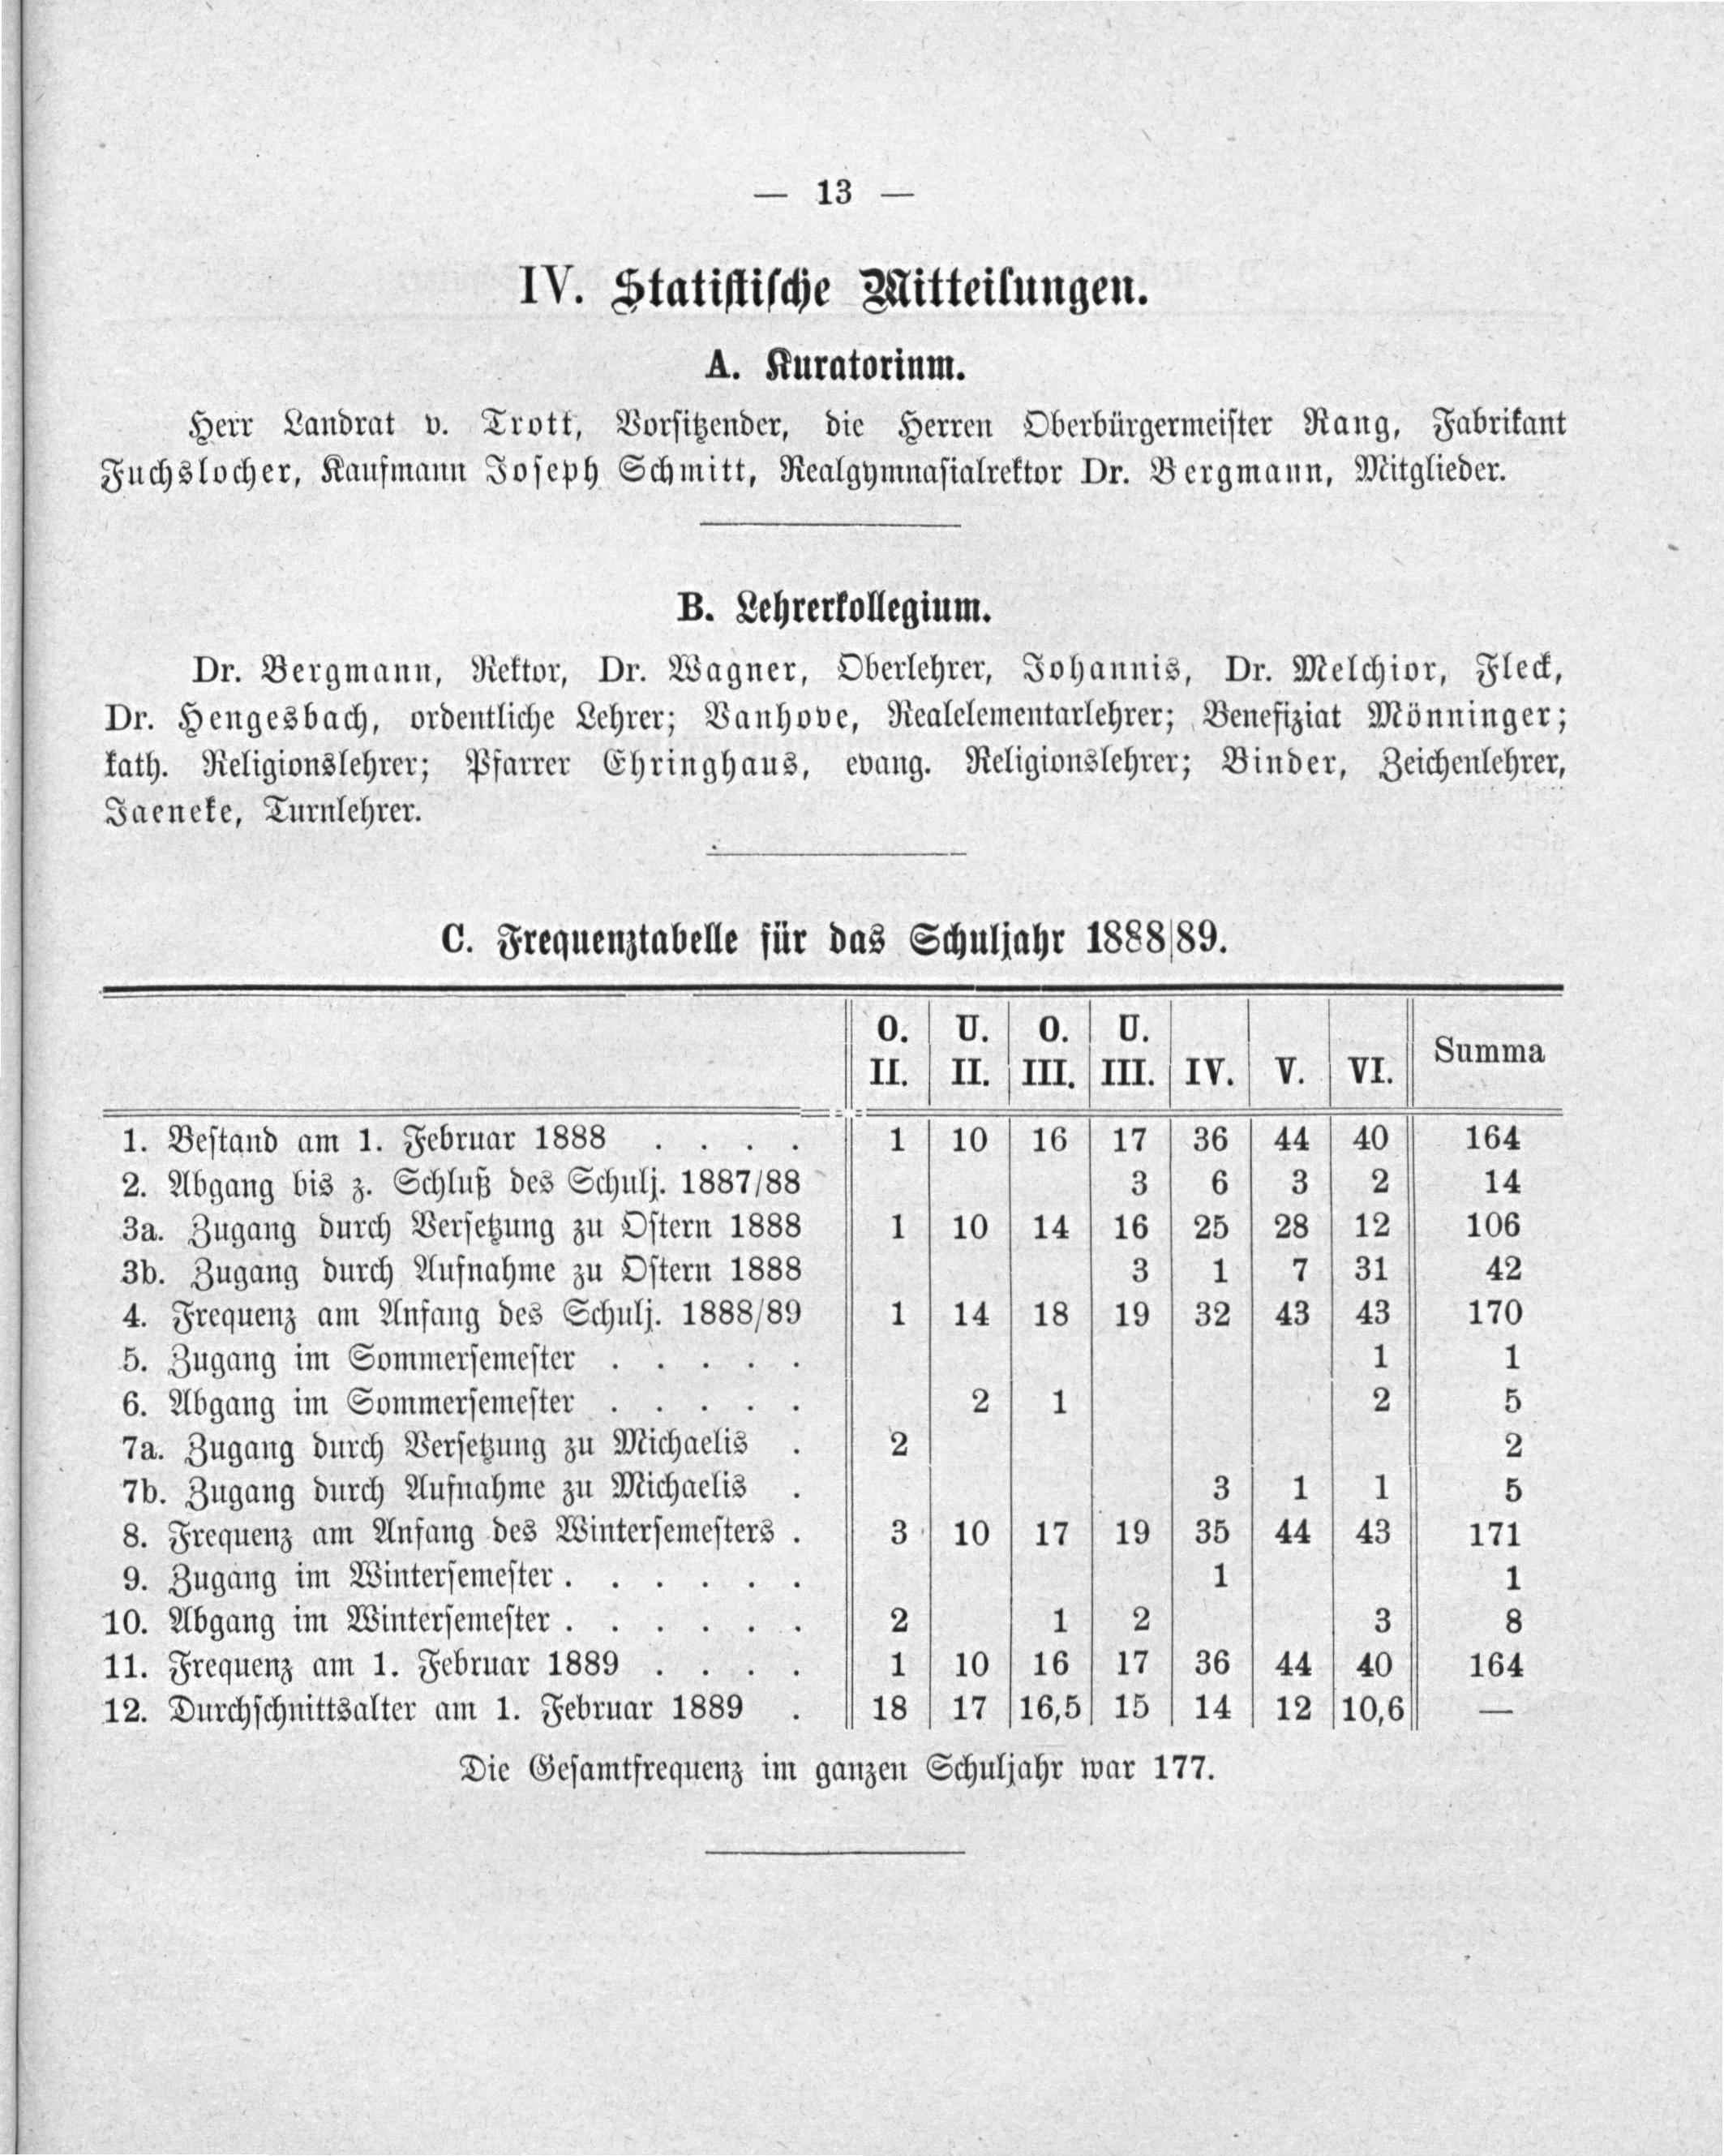 — 13 —
IV. Statistische Mitteilungen.
A. Kuratorium.
Herr Landrat v. Trott, Vorsitzender, die Herren Oberbürgermeister Rang, Fabrikant
Fuchslocher, Kaufmann Joseph Schmitt, Realgymnasialrektor Dr. Bergmann, Mitglieder.
B. Lehrerkollegium.
Dr. Bergmann, Rektor, Dr. Wagner, Oberlehrer, Johannis, Dr. Melchior, Fleck,
Dr. Hengesbach, ordentliche Lehrer; Vanhove, Realelementarlehrer; Benefiziat Mönninger;
kath. Religionslehrer; Pfarrer Ehringhaus, evang. Religionslehrer; Binder, Zeichenlehrer,
Jaeneke, Turnlehrer.
C. Frequenztabelle für das Schuljahr 1888/89.
O. U. O. U.
II. II. III. III. IV. V. VI. Summa
1. Bestand am 1. Februar 1888 . . . . 1 10 16 17 36 44 40 164
2. Abgang bis z. Schluß des Schulj. 1887/88 3 6 3 2 14
3a. Zugang durch Versetzung zu Ostern 1888 1 10 14 16 25 28 12 106
3b. Zugang durch Aufnahme zu Ostern 1888 3 1 7 31 42
4. Frequenz am Anfang des Schulj. 1888/89 1 14 18 19 32 43 43 170
5. Zugang im Sommersemester . . . . . 1 1
6. Abgang im Sommersemester . . . . . 2 1 2 5
7a. Zugang durch Versetzung zu Michaelis . 2 2
7b. Zugang durch Aufnahme zu Michaelis . 3 1 1 5
8. Frequenz am Anfang des Wintersemesters . 3 10 17 19 35 44 43 171
9. Zugang im Wintersemester . . . . . . 1 1
10. Abgang im Wintersemester . . . . . . 2 1 2 3 8
11. Frequenz am 1. Februar 1889 . . . . 1 10 16 17 36 44 40 164
12. Durchschnittsalter am 1. Februar 1889 . 18 17 16,5 15 14 12 10,6 —
Die Gesamtfrequenz im ganzen Schuljahr war 177.